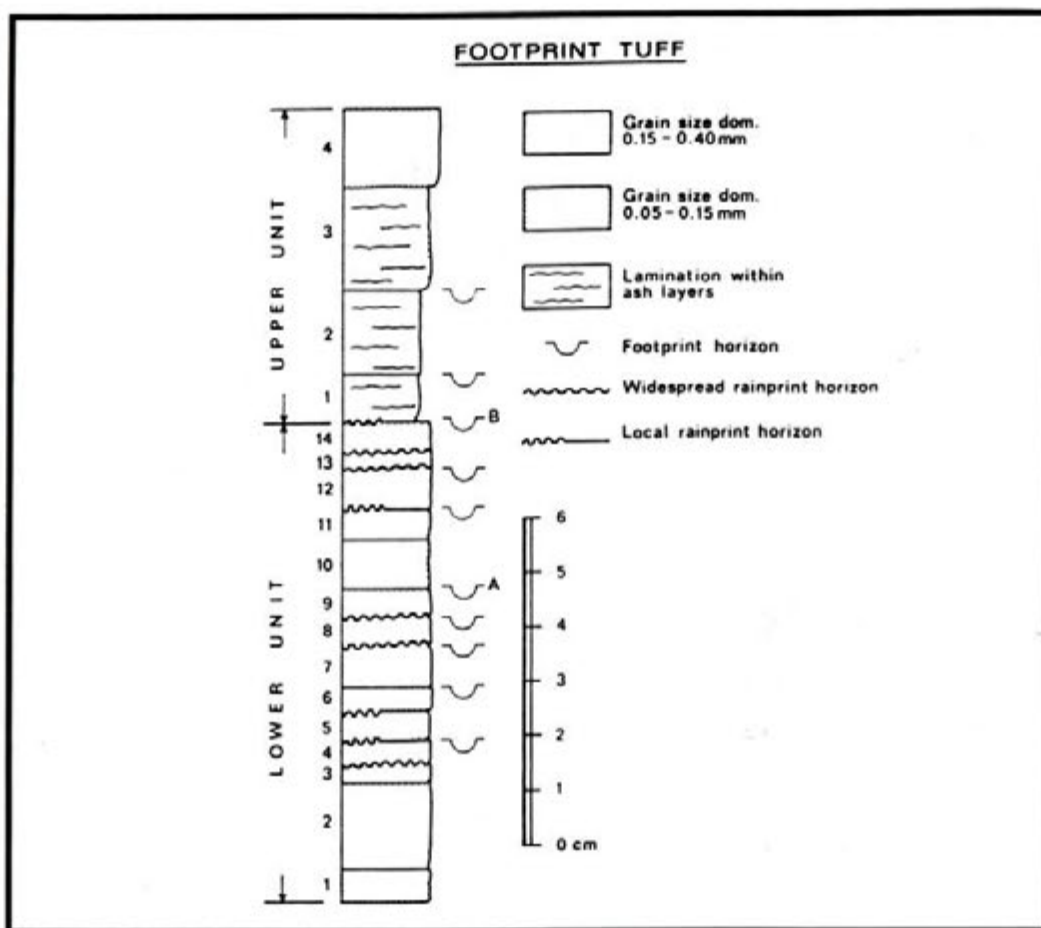 FOOTPRINT TUFF
UPPER UNIT
4
3
2
1
LOWER UNIT
14
13
12
11
10
9
8
7
6
5
4
3
2
1
B
A
Grain size dom.
0.15 - 0.40 mm
Grain size dom.
0.05 - 0.15 mm
Lamination within
ash layers
Footprint horizon
Widespread rainprint horizon
Local rainprint horizon
6
5
4
3
2
1
0 cm